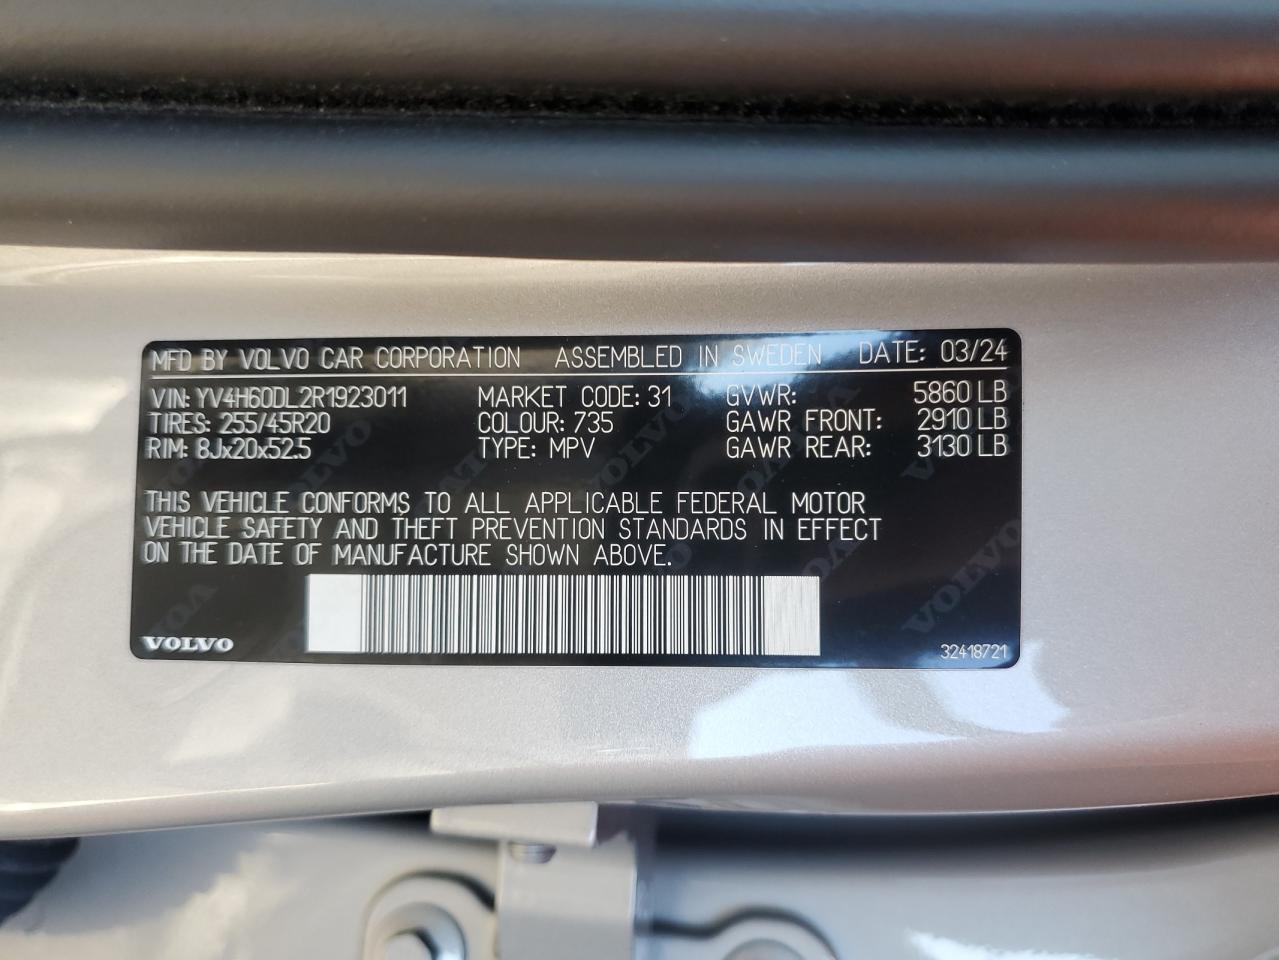 MFD BY VOLVO CAR CORPORATION ASSEMBLED IN SWEDEN DATE: 03/24
VIN: YV4H60DL2R1923011 MARKET CODE: 31 GVWR: 5860 LB
TIRES: 255/45R20 COLOUR: 735 GAWR FRONT: 2910 LB
RIM: 8Jx20x52.5 TYPE: MPV GAWR REAR: 3130 LB
THIS VEHICLE CONFORMS TO ALL APPLICABLE FEDERAL MOTOR
VEHICLE SAFETY AND THEFT PREVENTION STANDARDS IN EFFECT
ON THE DATE OF MANUFACTURE SHOWN ABOVE.
VOLVO 32418721